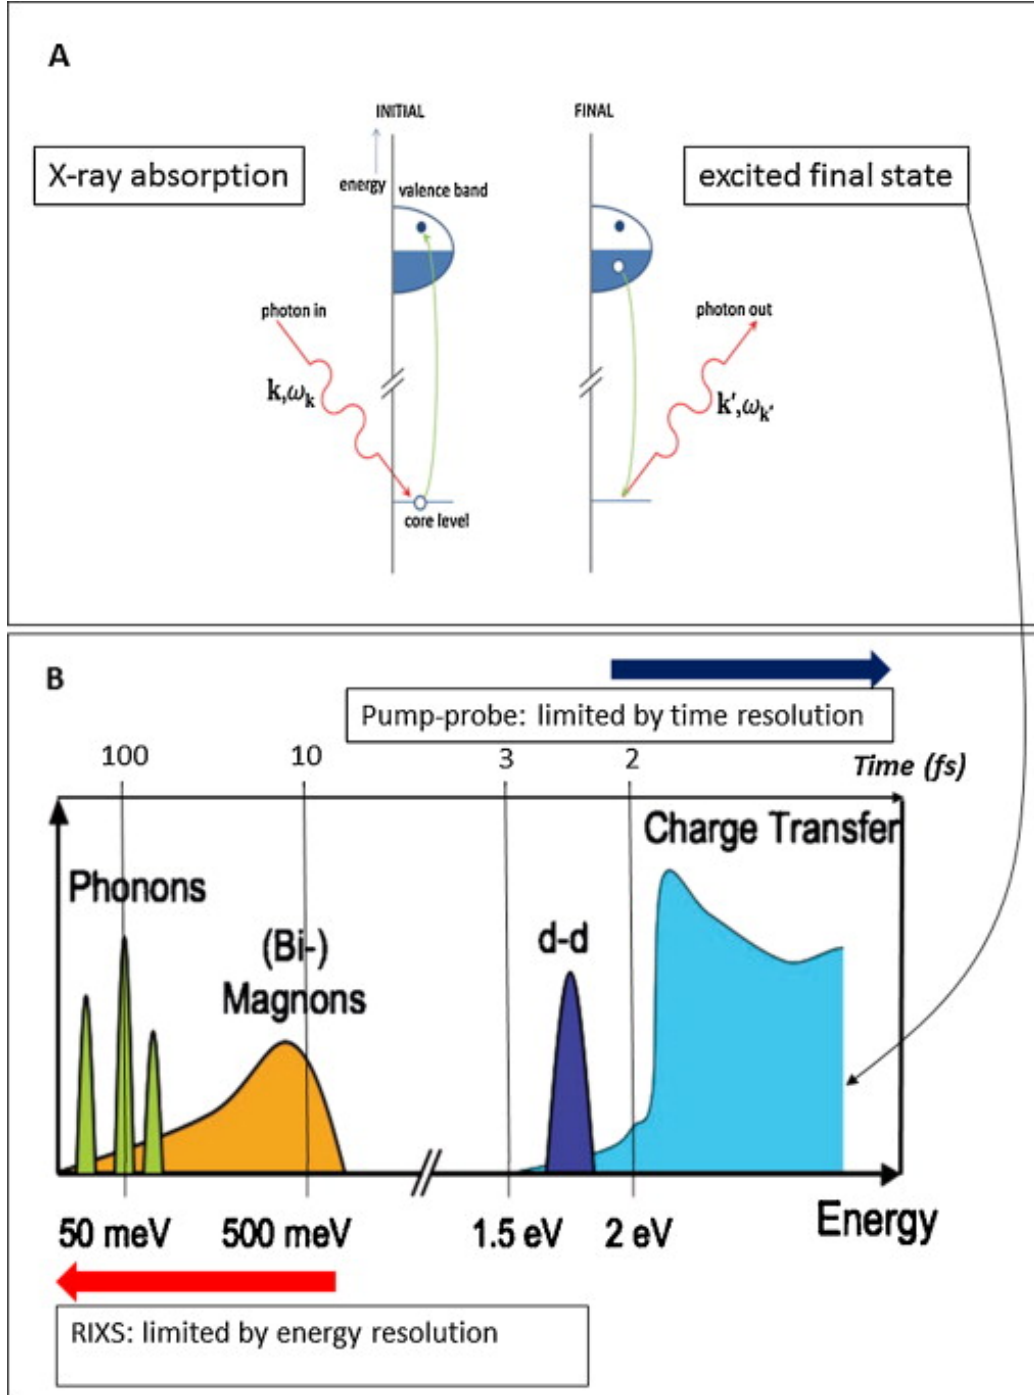 A
INITIAL
FINAL
X-ray absorption
excited final state
energy
valence band
photon in
photon out
k,ωk
k′,ωk′
core level
B
Pump-probe: limited by time resolution
100
10
3
2
Time (fs)
Charge Transfer
Phonons
(Bi-)
Magnons
d-d
50 meV
500 meV
1.5 eV
2 eV
Energy
RIXS: limited by energy resolution